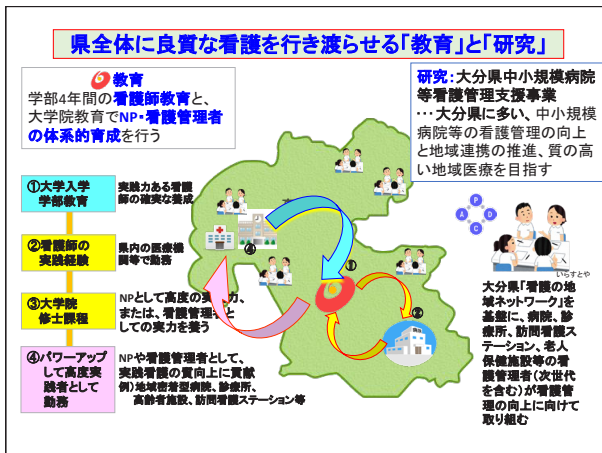 県全体に良質な看護を行き渡らせる「教育」と「研究」
教育
学部4年間の看護師教育と、
大学院教育でNP・看護管理者
の体系的育成を行う
研究：大分県中小規模病院
等看護管理支援事業
…大分県に多い、中小規模
病院等の看護管理の向上
と地域連携の推進、質の高
い地域医療を目指す
①大学入学
学部教育
実践力ある看護
師の確実な養成
②看護師の
実践経験
県内の医療機
関等で勤務
③大学院
修士課程
NPとして高度の実
力、
または、看護管理者と
しての実力を養う
④パワーアップ
して高度実
践者として
勤務
NPや看護管理者として、
実践看護の質向上に貢献
例）地域密着型病院、診療所、
高齢者施設、訪問看護ステーション等
④
①
②
P
A
D
C
いらすとや
大分県「看護の地
域ネットワーク」を
基盤に、病院、診
療所、訪問看護ス
テーション、老人
保健施設等の看
護管理者（次世代
を含む）が看護管
理の向上に向けて
取り組む